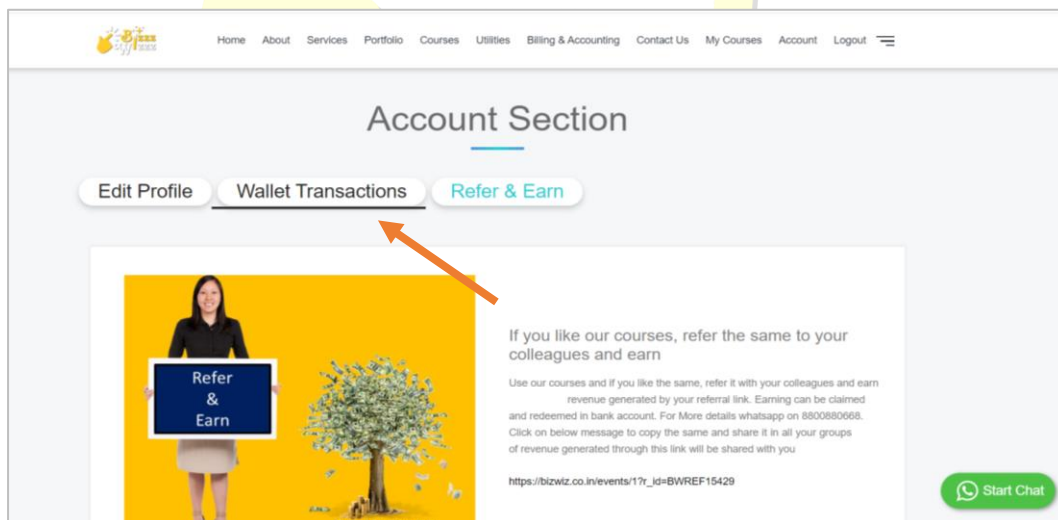 Bizzz
Wizzz
Home About Services Portfolio Courses Utilities Billing & Accounting Contact Us My Courses Account Logout
Account Section
Edit Profile Wallet Transactions Refer & Earn
Refer
&
Earn
If you like our courses, refer the same to your
colleagues and earn
Use our courses and if you like the same, refer it with your colleagues and earn
revenue generated by your referral link. Earning can be claimed
and redeemed in bank account. For More details whatsapp on 8800880668.
Click on below message to copy the same and share it in all your groups
of revenue generated through this link will be shared with you
https://bizwiz.co.in/events/1?r_id=BWREF15429
Start Chat